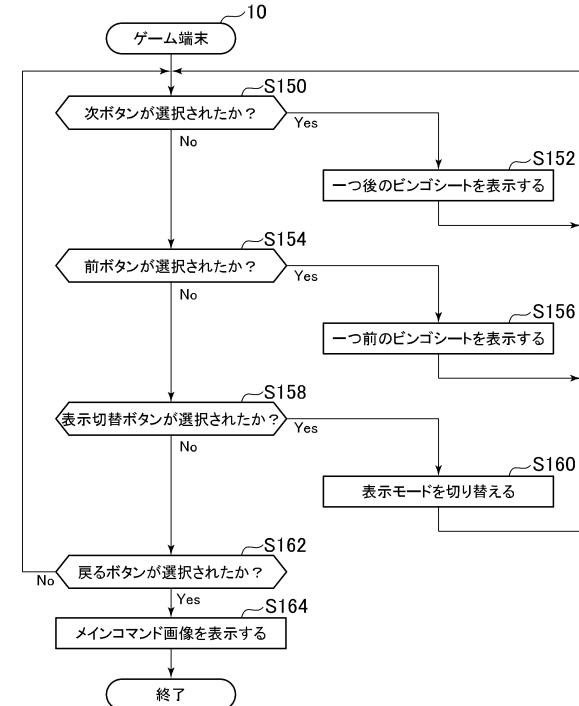 10
ゲーム端末
S150
次ボタンが選択されたか？
Yes
No
S152
一つ後のビンゴシートを表示する
S154
前ボタンが選択されたか？
Yes
No
S156
一つ前のビンゴシートを表示する
S158
表示切替ボタンが選択されたか？
Yes
No
S160
表示モードを切り替える
S162
戻るボタンが選択されたか？
No
Yes
S164
メインコマンド画像を表示する
終了